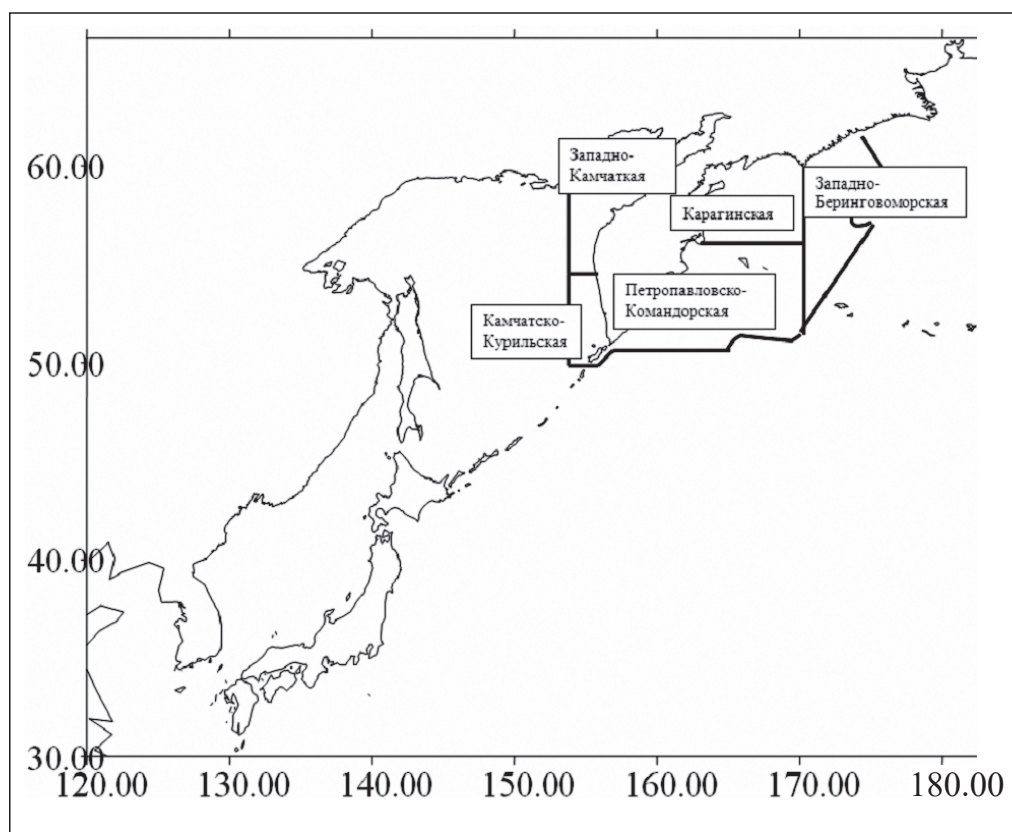 60.00
50.00
40.00
30.00
120.00
130.00
140.00
150.00
160.00
170.00
180.00
Западно-
Камчаткая
Западно-
Беринговоморская
Карагинская
Петропавловско-
Командорская
Камчатско-
Курильская